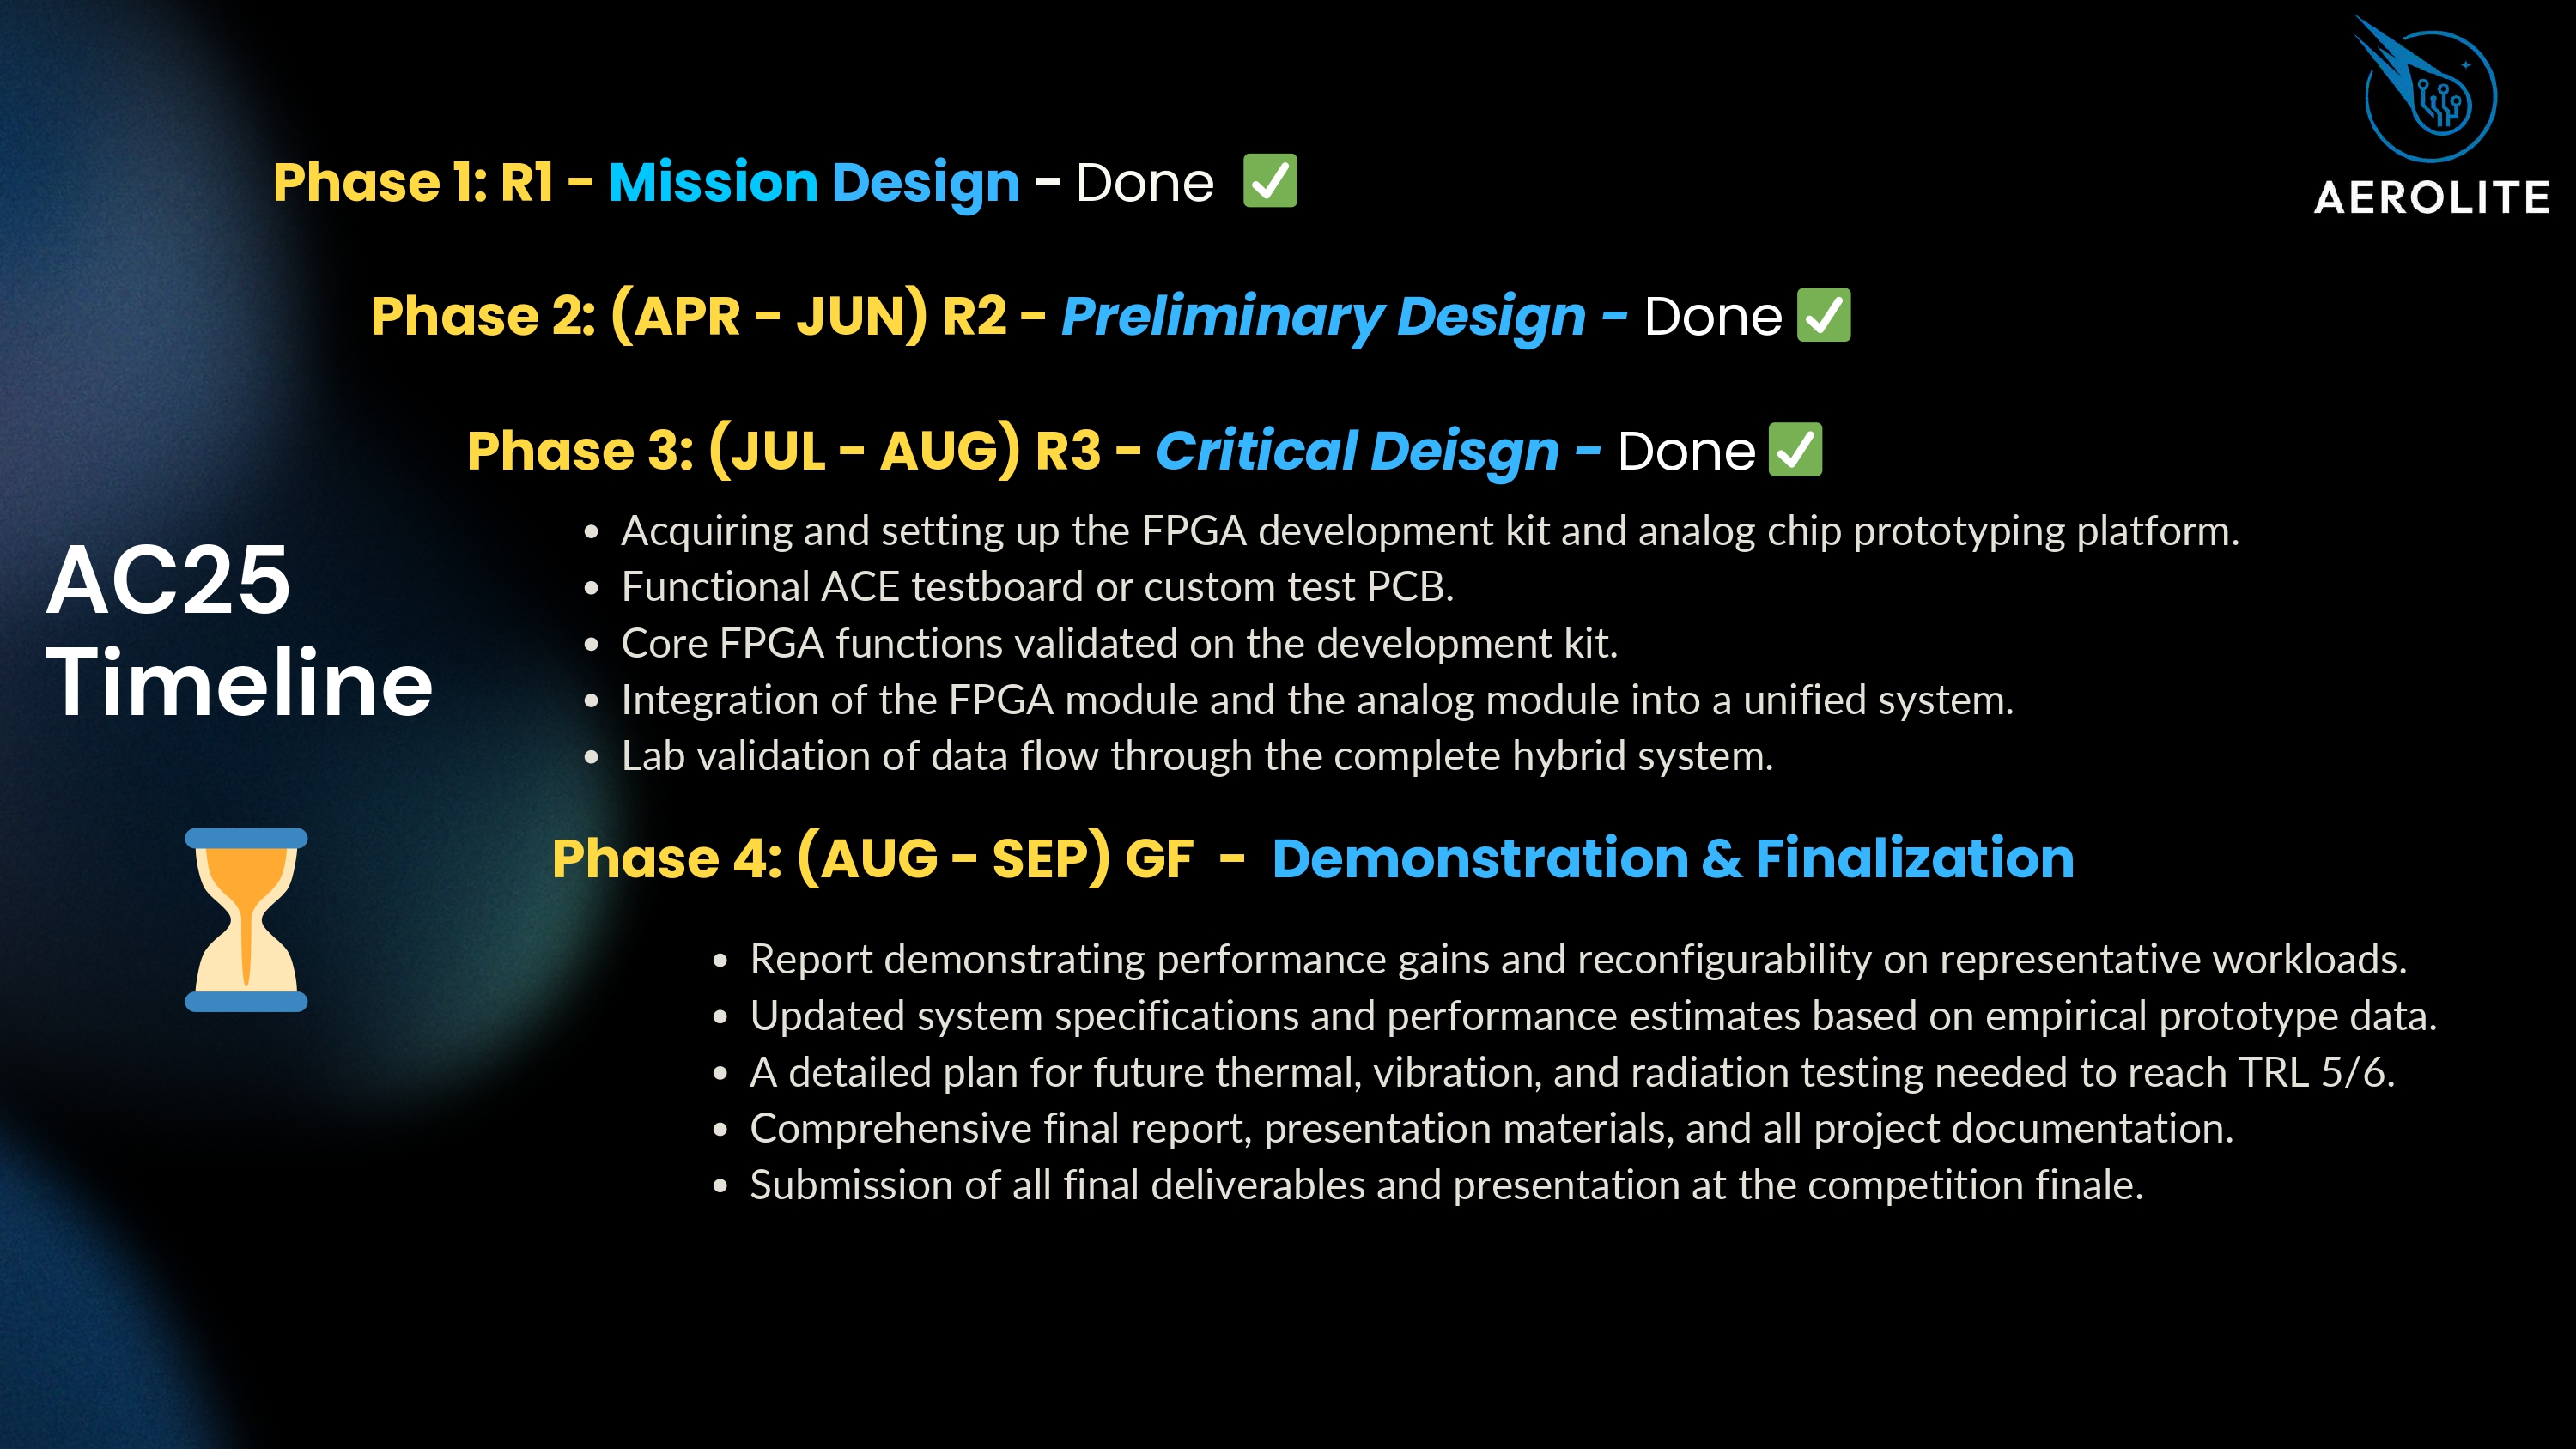 AEROLITE
Phase 1: R1 - Mission Design - Done ✅
Phase 2: (APR - JUN) R2 - Preliminary Design - Done ✅
Phase 3: (JUL - AUG) R3 - Critical Deisgn - Done ✅
• Acquiring and setting up the FPGA development kit and analog chip prototyping platform.
• Functional ACE testboard or custom test PCB.
• Core FPGA functions validated on the development kit.
• Integration of the FPGA module and the analog module into a unified system.
• Lab validation of data flow through the complete hybrid system.
AC25
Timeline
Phase 4: (AUG - SEP) GF - Demonstration & Finalization
• Report demonstrating performance gains and reconfigurability on representative workloads.
• Updated system specifications and performance estimates based on empirical prototype data.
• A detailed plan for future thermal, vibration, and radiation testing needed to reach TRL 5/6.
• Comprehensive final report, presentation materials, and all project documentation.
• Submission of all final deliverables and presentation at the competition finale.